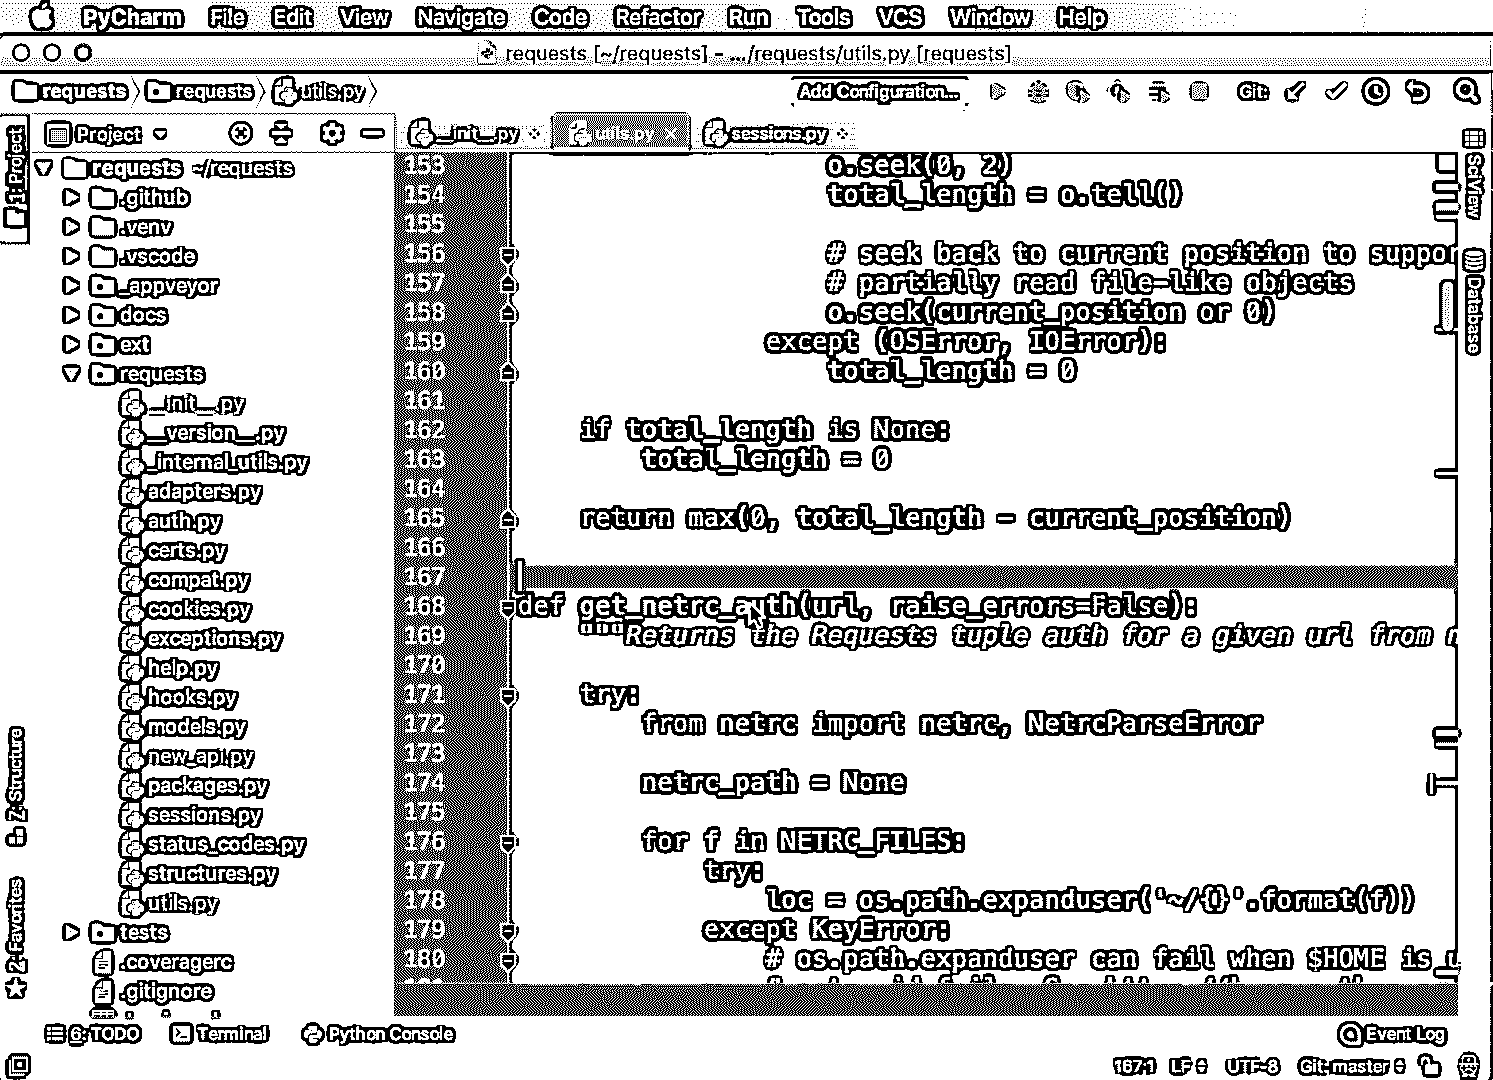 PyCharm File Edit View Navigate Code Refactor Run Tools VCS Window Help
requests [~/requests] - .../requests/utils.py [requests]
requests requests utils.py
Add Configuration... Git:
Project
__init__.py utils.py sessions.py
1: Project
7: Structure
2: Favorites
requests ~/requests
.github
.venv
.vscode
_appveyor
docs
ext
requests
__init__.py
__version__.py
_internal_utils.py
adapters.py
auth.py
certs.py
compat.py
cookies.py
exceptions.py
help.py
hooks.py
models.py
new_api.py
packages.py
sessions.py
status_codes.py
structures.py
utils.py
tests
.coveragerc
.gitignore
153 o.seek(0, 2)
154 total_length = o.tell()
155
156 # seek back to current position to suppor
157 # partially read file-like objects
158 o.seek(current_position or 0)
159 except (OSError, IOError):
160 total_length = 0
161
162 if total_length is None:
163 total_length = 0
164
165 return max(0, total_length - current_position)
166
167
168 def get_netrc_auth(url, raise_errors=False):
169 """Returns the Requests tuple auth for a given url from
170
171 try:
172 from netrc import netrc, NetrcParseError
173
174 netrc_path = None
175
176 for f in NETRC_FILES:
177 try:
178 loc = os.path.expanduser('~/{}'.format(f))
179 except KeyError:
180 # os.path.expanduser can fail when $HOME is u
SciView
Database
6: TODO Terminal Python Console Event Log
167:1 LF UTF-8 Git: master